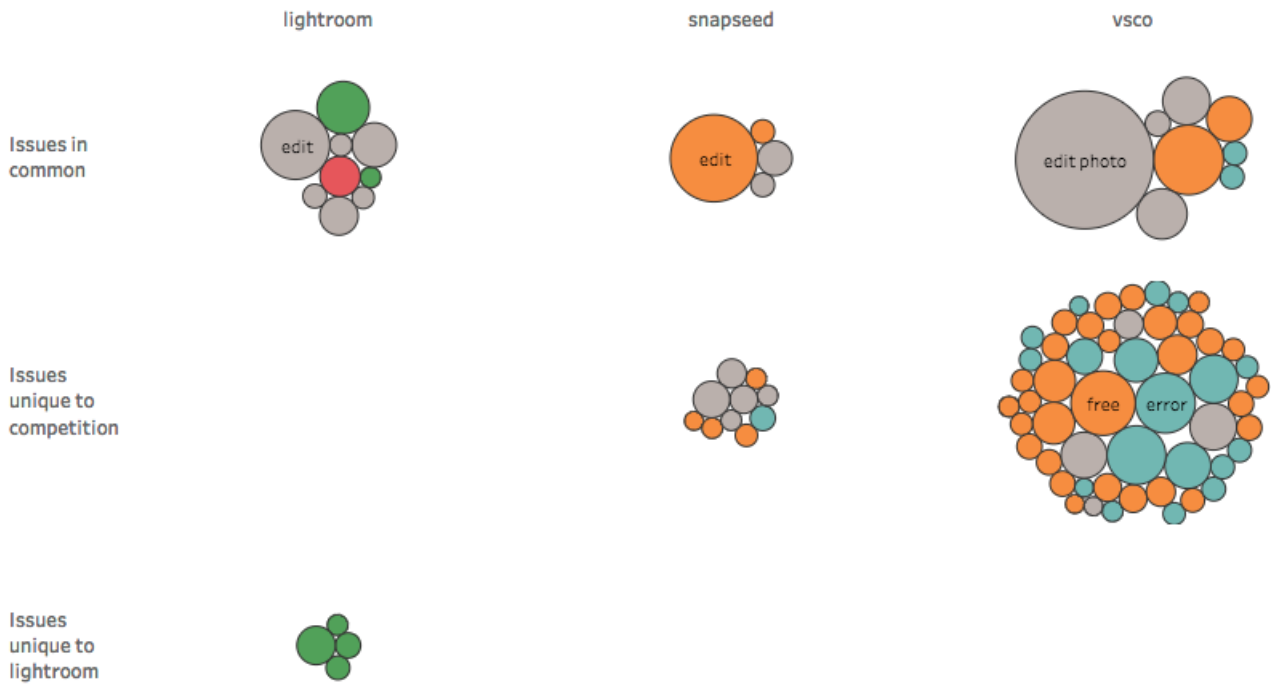 lightroom
snapseed
vsco
Issues in
common
edit
edit
edit photo
Issues
unique to
competition
free
error
Issues
unique to
lightroom